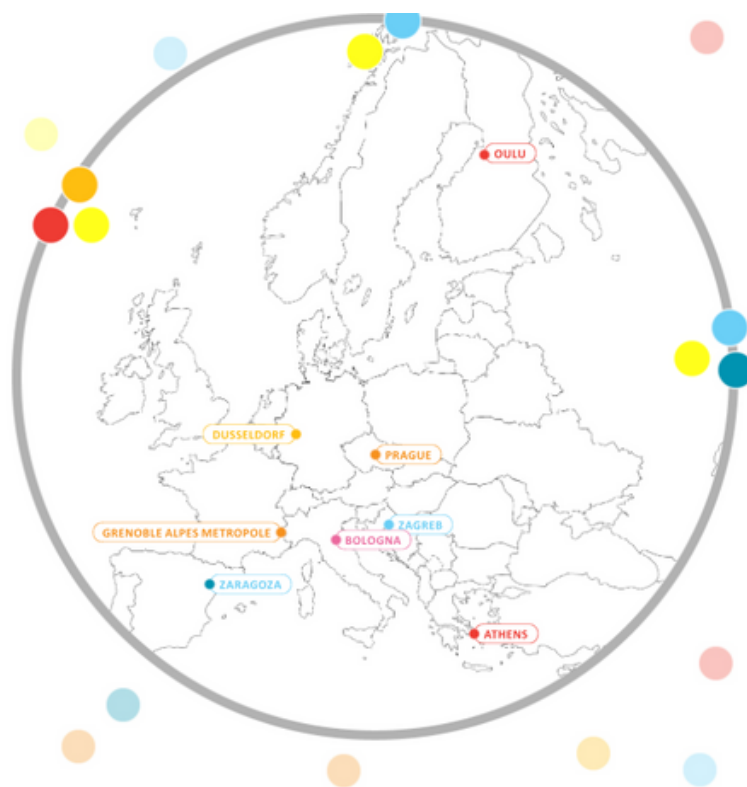 OULU
DUSSELDORF
PRAGUE
ZAGREB
GRENOBLE ALPES METROPOLE
BOLOGNA
ZARAGOZA
ATHENS